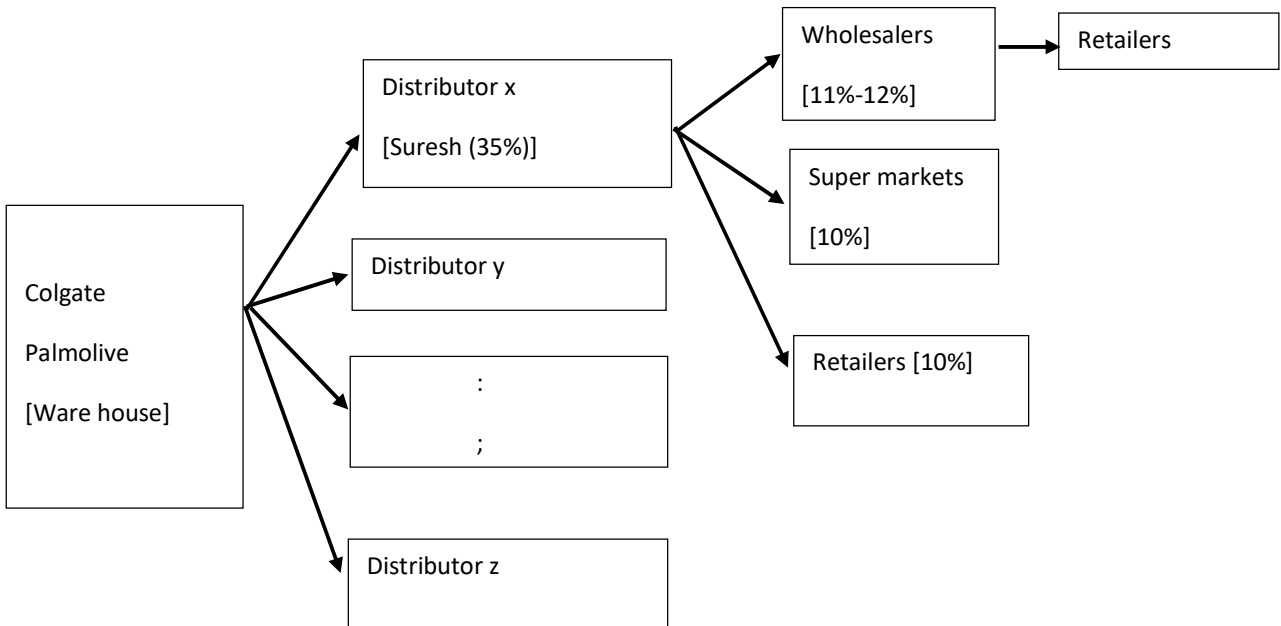 Colgate
Palmolive
[Ware house]
Distributor x
[Suresh (35%)]
Distributor y
:
;
Distributor z
Wholesalers
[11%-12%]
Super markets
[10%]
Retailers [10%]
Retailers